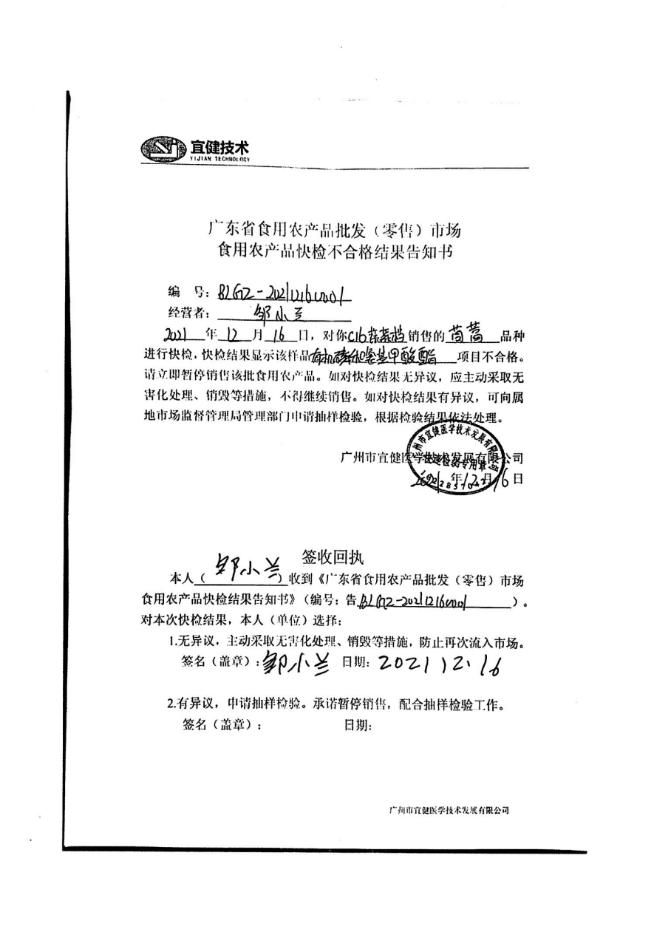 宜健技术
YIJIAN TECHNOLOGY
广东省食用农产品批发（零售）市场
食用农产品快检不合格结果告知书
编 号：BLGZ-20211216w001
经营者： 邹小兰
2021 年 12 月 16 日，对你C16蔬菜档销售的 茼蒿 品种
进行快检，快检结果显示该样品有机磷和氨基甲酸酯 项目不合格。
请立即暂停销售该批食用农产品。如对快检结果无异议，应主动采取无
害化处理、销毁等措施，不得继续销售。如对快检结果有异议，可向属
地市场监督管理局管理部门申请抽样检验，根据检验结果依法处理。
广州市宜健医学技术发展有限公司
2021年12月16日
签收回执
本人（ 邹小兰 ）收到《广东省食用农产品批发（零售）市场
食用农产品快检结果告知书》（编号：告BLGZ-20211216w001 ）。
对本次快检结果，本人（单位）选择：
1.无异议，主动采取无害化处理、销毁等措施，防止再次流入市场。
签名（盖章）：邹小兰 日期：2021 12.16
2.有异议，申请抽样检验。承诺暂停销售，配合抽样检验工作。
签名（盖章）： 日期：
广州市宜健医学技术发展有限公司